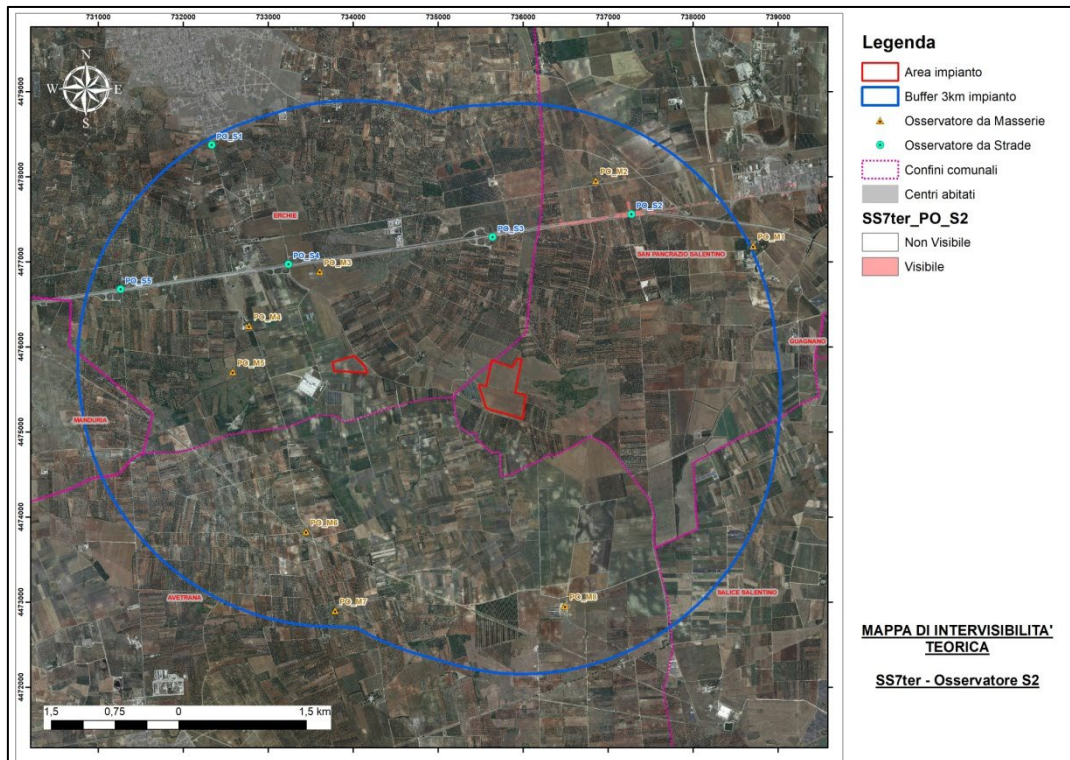 731000 732000 733000 734000 735000 736000 737000 738000 739000
4479000
4478000
4477000
4476000
4475000
4474000
4473000
4472000
N
W E
S
PO_S1
PO_M2
ERCHIE
PO_S2
PO_S3
PO_M1
SAN PANCRAZIO SALENTINO
PO_S4
PO_M3
PO_S5
PO_M4
GUAGNANO
PO_M5
MANDURIA
PO_M6
AVETRANA
PO_M7
PO_M8
SALICE SALENTINO
1,5 0,75 0 1,5 km
Legenda
Area impianto
Buffer 3km impianto
Osservatore da Masserie
Osservatore da Strade
Confini comunali
Centri abitati
SS7ter_PO_S2
Non Visibile
Visibile
MAPPA DI INTERVISIBILITA'
TEORICA
SS7ter - Osservatore S2